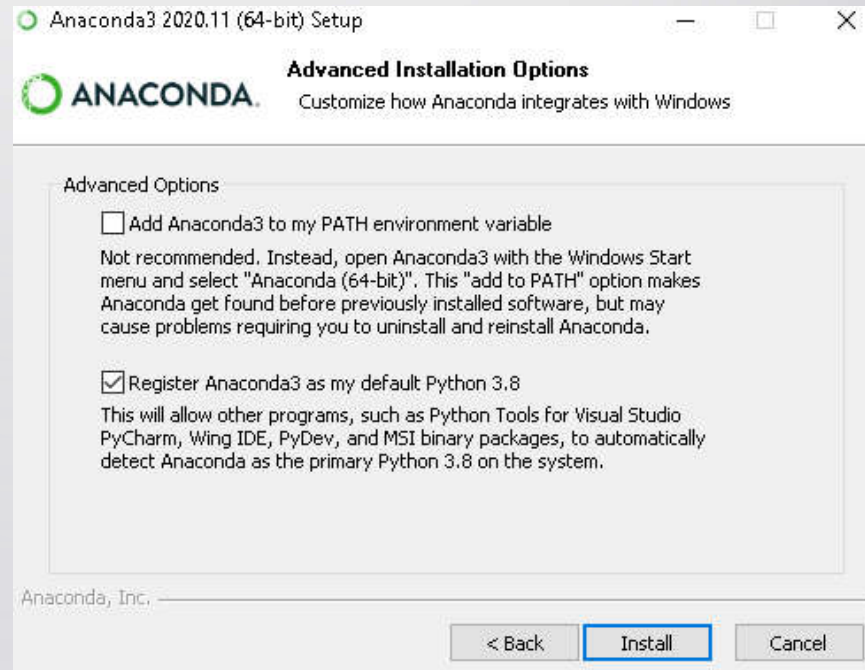 Anaconda3 2020.11 (64-bit) Setup
ANACONDA.
Advanced Installation Options
Customize how Anaconda integrates with Windows
Advanced Options
Add Anaconda3 to my PATH environment variable
Not recommended. Instead, open Anaconda3 with the Windows Start
menu and select "Anaconda (64-bit)". This "add to PATH" option makes
Anaconda get found before previously installed software, but may
cause problems requiring you to uninstall and reinstall Anaconda.
Register Anaconda3 as my default Python 3.8
This will allow other programs, such as Python Tools for Visual Studio
PyCharm, Wing IDE, PyDev, and MSI binary packages, to automatically
detect Anaconda as the primary Python 3.8 on the system.
Anaconda, Inc.
< Back Install Cancel